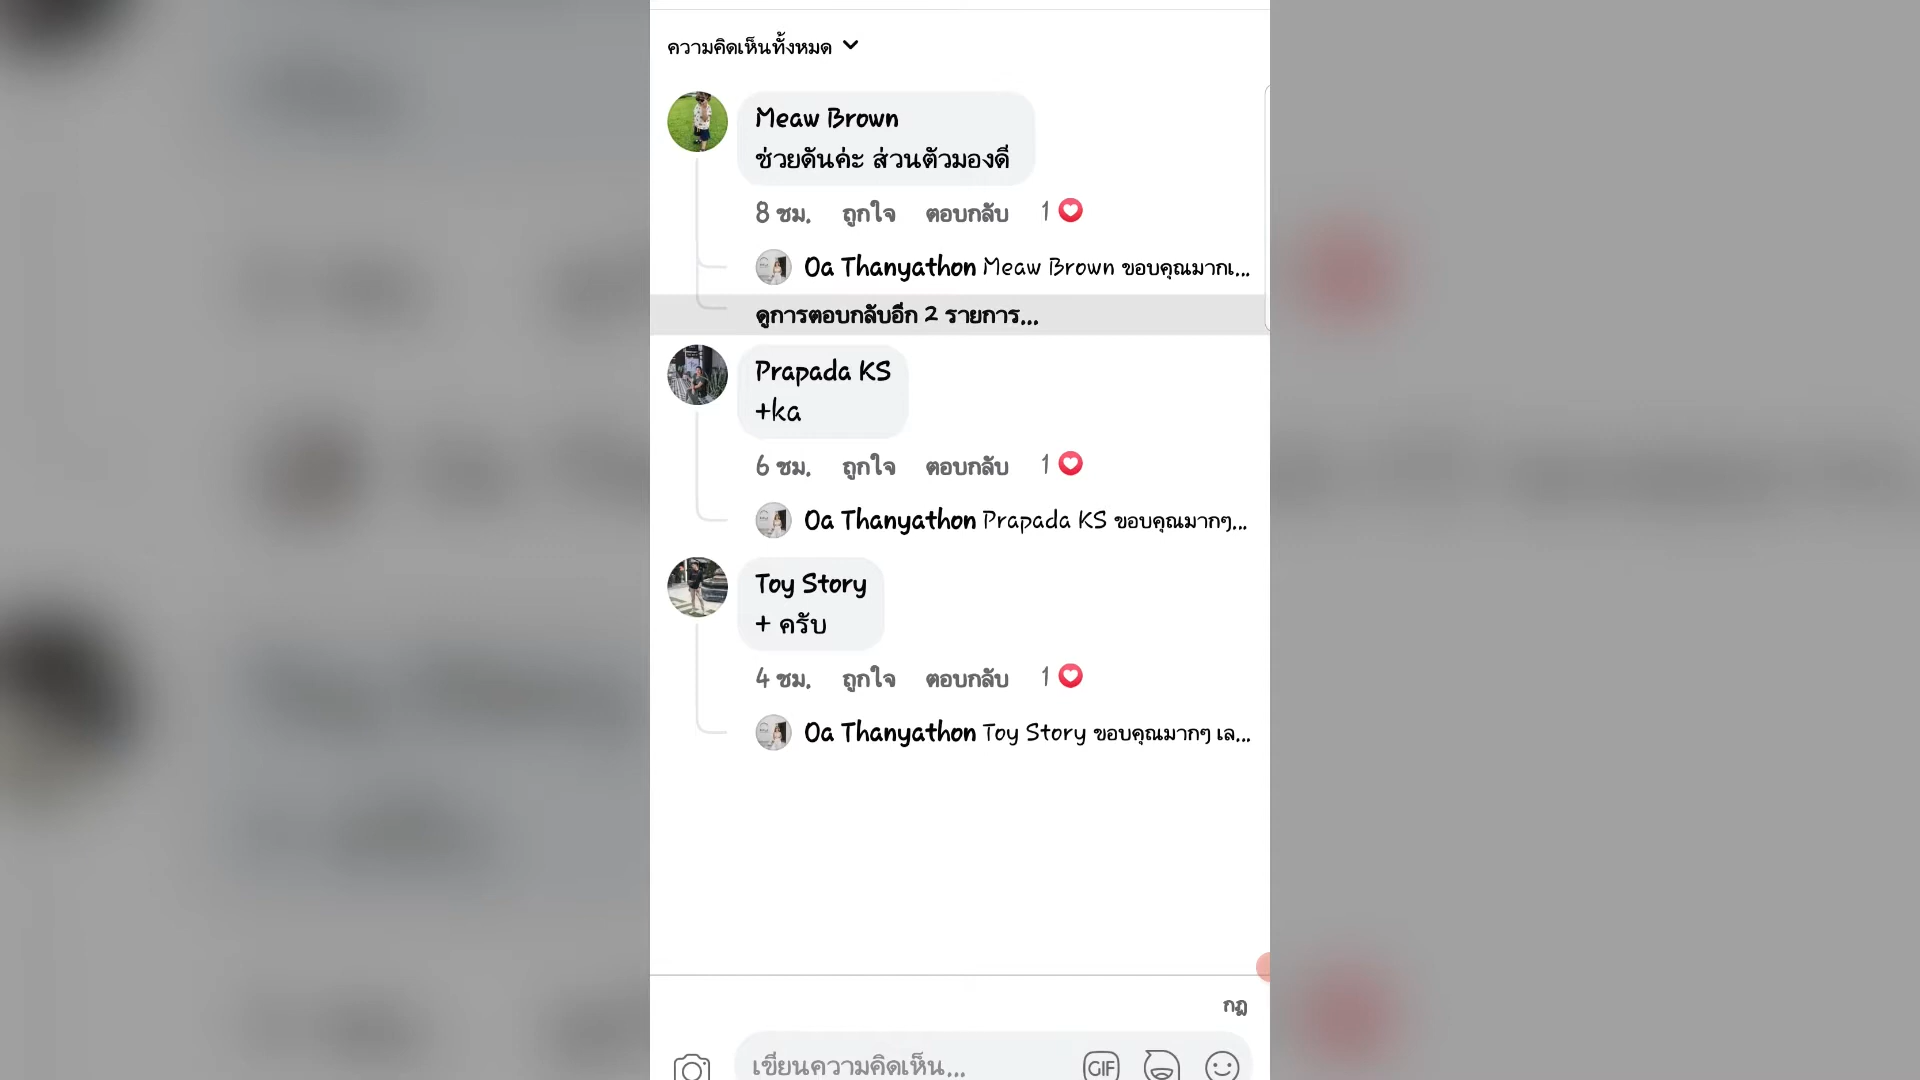 ความคิดเห็นทั้งหมด
Meaw Brown
ช่วยดันค่ะ ส่วนตัวมองดี
8 ชม. ถูกใจ ตอบกลับ 1
Oa Thanyathon Meaw Brown ขอบคุณมากเ...
ดูการตอบกลับอีก 2 รายการ...
Prapada KS
+ka
6 ชม. ถูกใจ ตอบกลับ 1
Oa Thanyathon Prapada KS ขอบคุณมากๆ...
Toy Story
+ ครับ
4 ชม. ถูกใจ ตอบกลับ 1
Oa Thanyathon Toy Story ขอบคุณมากๆ เล...
กฎ
เขียนความคิดเห็น...
GIF